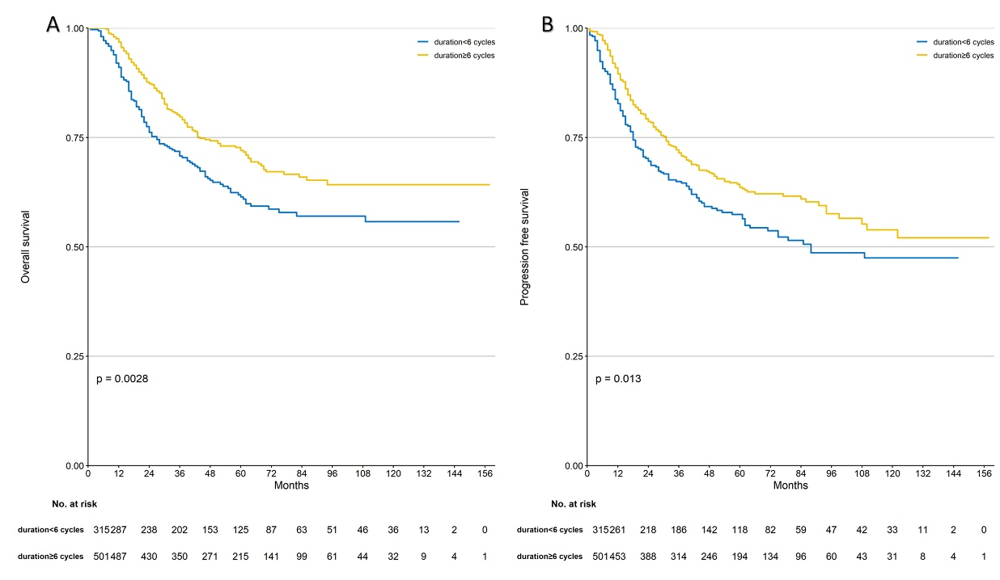 A
1.00
duration<6 cycles
duration≥6 cycles
0.75
0.50
Overall survival
0.25
p = 0.0028
0.00
0 12 24 36 48 60 72 84 96 108 120 132 144 156
Months
No. at risk
duration<6 cycles 315 287 238 202 153 125 87 63 51 46 36 13 2 0
duration≥6 cycles 501 487 430 350 271 215 141 99 61 44 32 9 4 1
B
1.00
duration<6 cycles
duration≥6 cycles
0.75
0.50
Progression free survival
0.25
p = 0.013
0.00
0 12 24 36 48 60 72 84 96 108 120 132 144 156
Months
No. at risk
duration<6 cycles 315 261 218 186 142 118 82 59 47 42 33 11 2 0
duration≥6 cycles 501 453 388 314 246 194 134 96 60 43 31 8 4 1